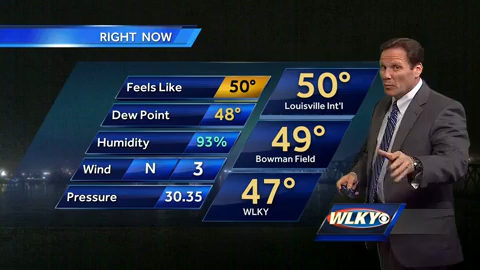 RIGHT NOW
Feels Like 50°
Dew Point 48°
Humidity 93%
Wind N 3
Pressure 30.35
50°
Louisville Int'l
49°
Bowman Field
47°
WLKY
WLKY